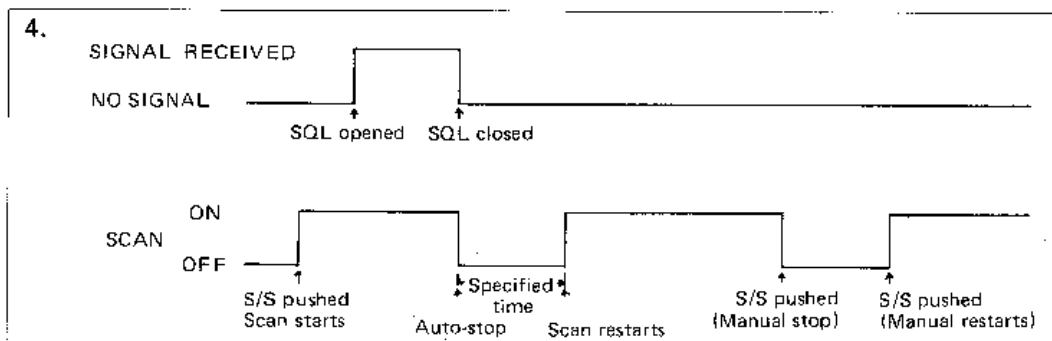 4.
SIGNAL RECEIVED
NO SIGNAL
SQL opened
SQL closed
ON
SCAN
OFF
S/S pushed
Scan starts
Specified
time
Auto-stop
Scan restarts
S/S pushed
(Manual stop)
S/S pushed
(Manual restarts)